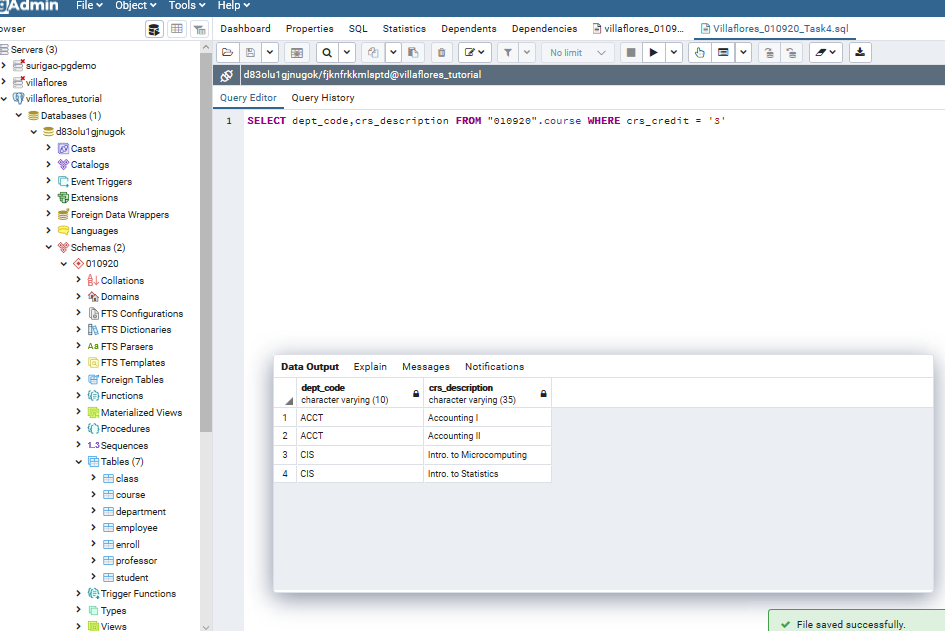 gAdmin File Object Tools Help
owser
Dashboard Properties SQL Statistics Dependents Dependencies villaflores_0109... Villaflores_010920_Task4.sql
Servers (3)
surigao-pgdemo
villaflores
villaflores_tutorial
Databases (1)
d83olu1gjnugok
Casts
Catalogs
Event Triggers
Extensions
Foreign Data Wrappers
Languages
Schemas (2)
010920
Collations
Domains
FTS Configurations
FTS Dictionaries
FTS Parsers
FTS Templates
Foreign Tables
Functions
Materialized Views
Procedures
1..3 Sequences
Tables (7)
class
course
department
employee
enroll
professor
student
Trigger Functions
Types
Views
No limit
d83olu1gjnugok/fjknfrkkmlsptd@villaflores_tutorial
Query Editor Query History
1 SELECT dept_code,crs_description FROM "010920".course WHERE crs_credit = '3'
Data Output Explain Messages Notifications
dept_code crs_description
character varying (10) character varying (35)
1 ACCT Accounting I
2 ACCT Accounting II
3 CIS Intro. to Microcomputing
4 CIS Intro. to Statistics
File saved successfully.